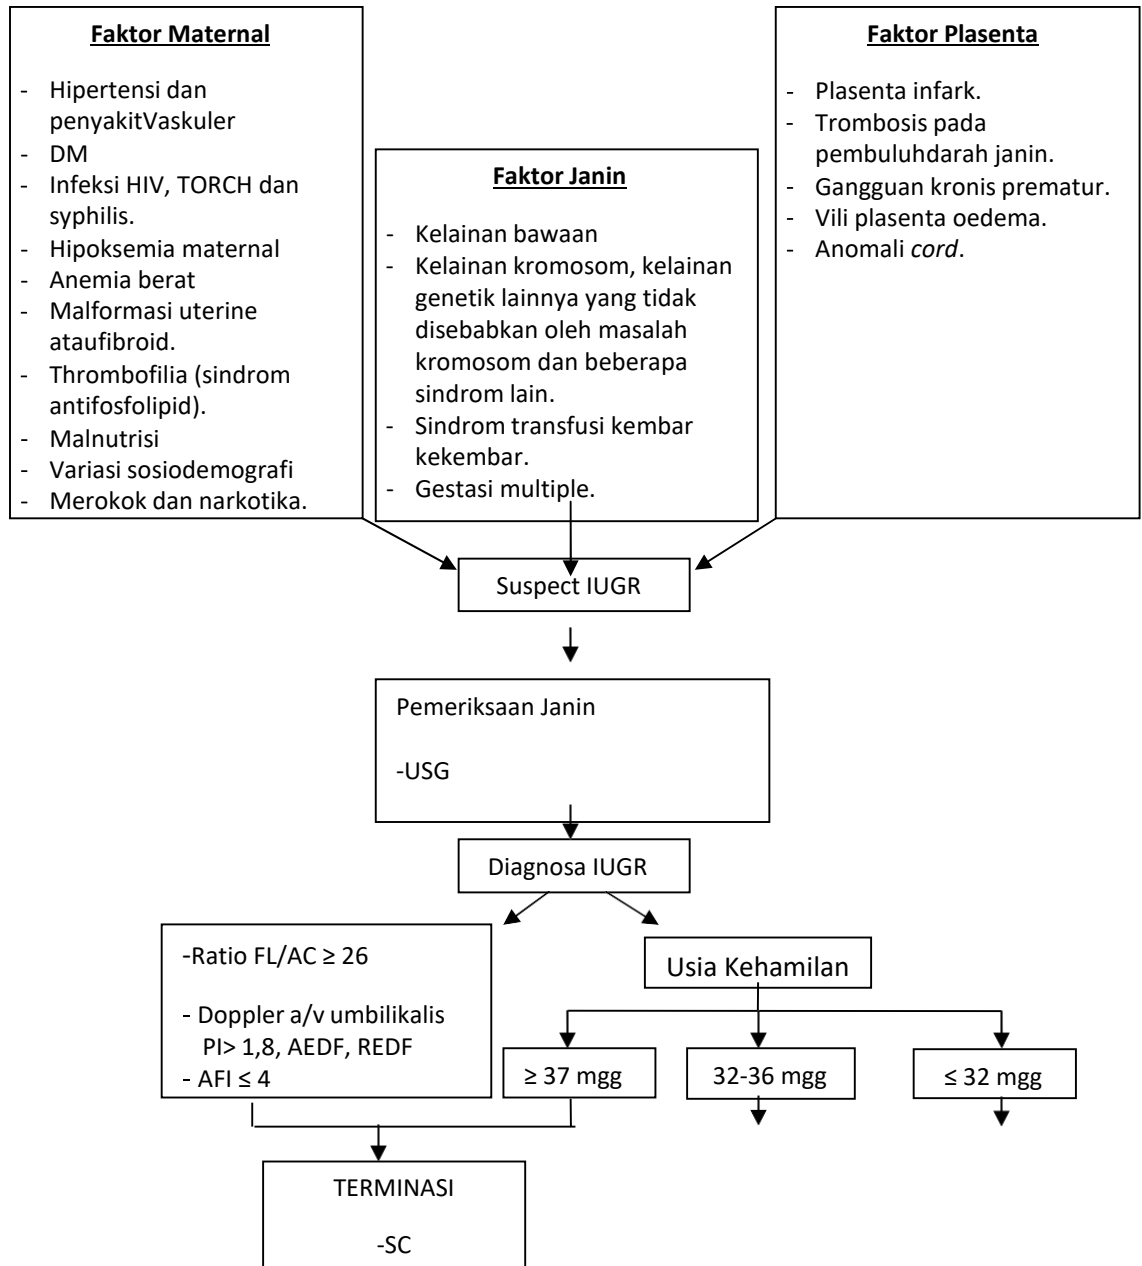 Faktor Maternal
- Hipertensi dan
penyakitVaskuler
- DM
- Infeksi HIV, TORCH dan
syphilis.
- Hipoksemia maternal
- Anemia berat
- Malformasi uterine
ataufibroid.
- Thrombofilia (sindrom
antifosfolipid).
- Malnutrisi
- Variasi sosiodemografi
- Merokok dan narkotika.
Faktor Janin
- Kelainan bawaan
- Kelainan kromosom, kelainan
genetik lainnya yang tidak
disebabkan oleh masalah
kromosom dan beberapa
sindrom lain.
- Sindrom transfusi kembar
kekembar.
- Gestasi multiple.
Faktor Plasenta
- Plasenta infark.
- Trombosis pada
pembuluhdarah janin.
- Gangguan kronis prematur.
- Vili plasenta oedema.
- Anomali cord.
Suspect IUGR
Pemeriksaan Janin
-USG
Diagnosa IUGR
-Ratio FL/AC ≥ 26
- Doppler a/v umbilikalis
PI> 1,8, AEDF, REDF
- AFI ≤ 4
Usia Kehamilan
≥ 37 mgg
32-36 mgg
≤ 32 mgg
TERMINASI
-SC